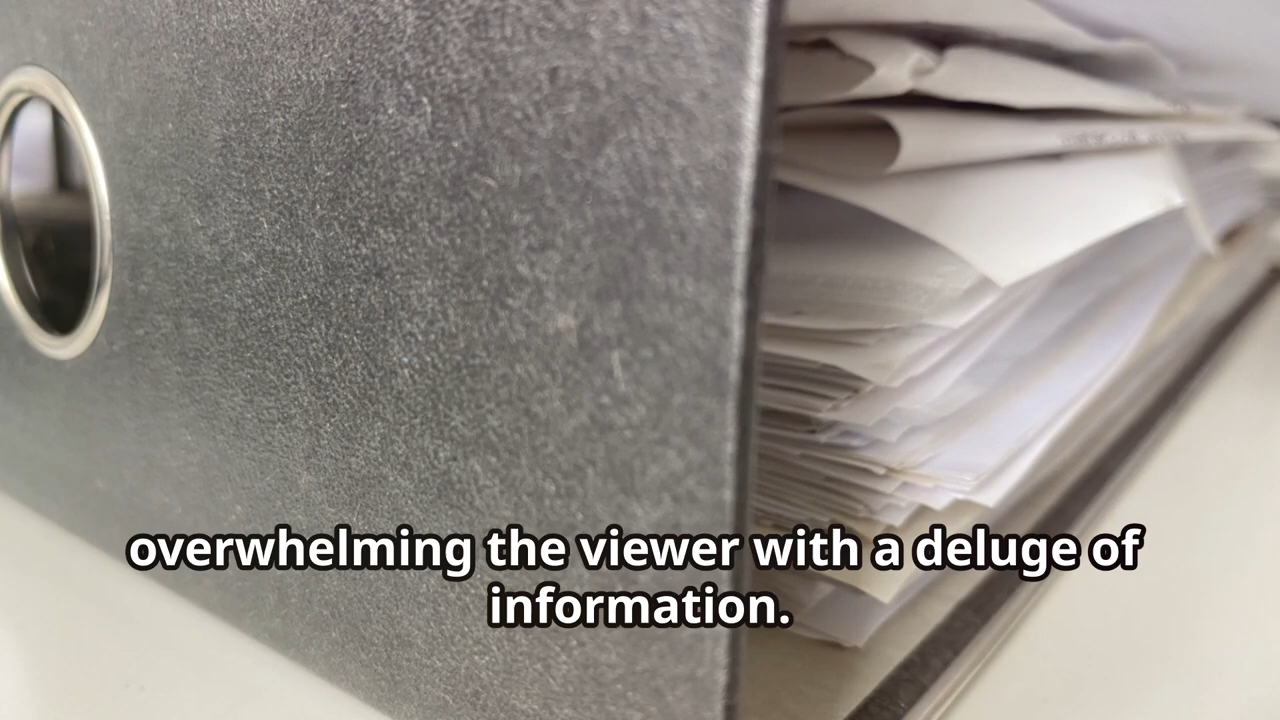 overwhelming the viewer with a deluge of
information.